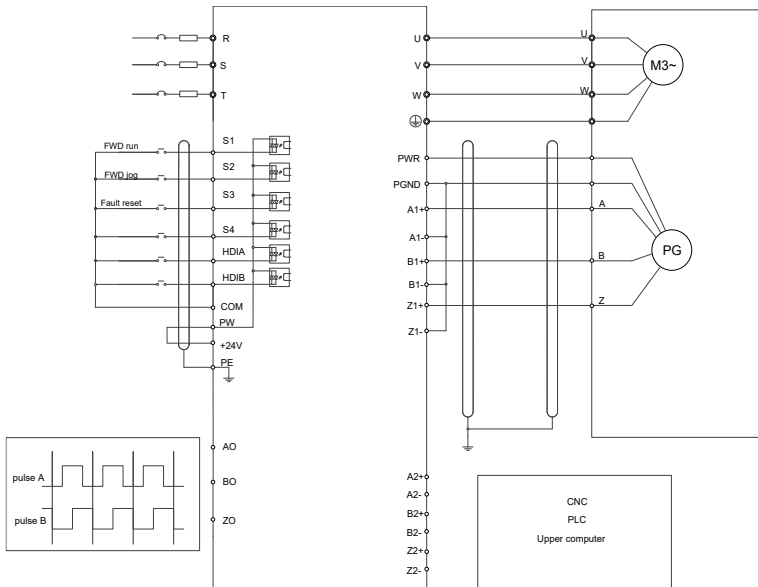 R
S
T
FWD run
S1
FWD jog
S2
Fault reset
S3
S4
HDIA
HDIB
COM
PW
+24V
PE
AO
BO
ZO
pulse A
pulse B
U
V
W
PWR
PGND
A1+
A1-
B1+
B1-
Z1+
Z1-
U
V
W
M3~
A
B
Z
PG
A2+
A2-
B2+
B2-
Z2+
Z2-
CNC
PLC
Upper computer